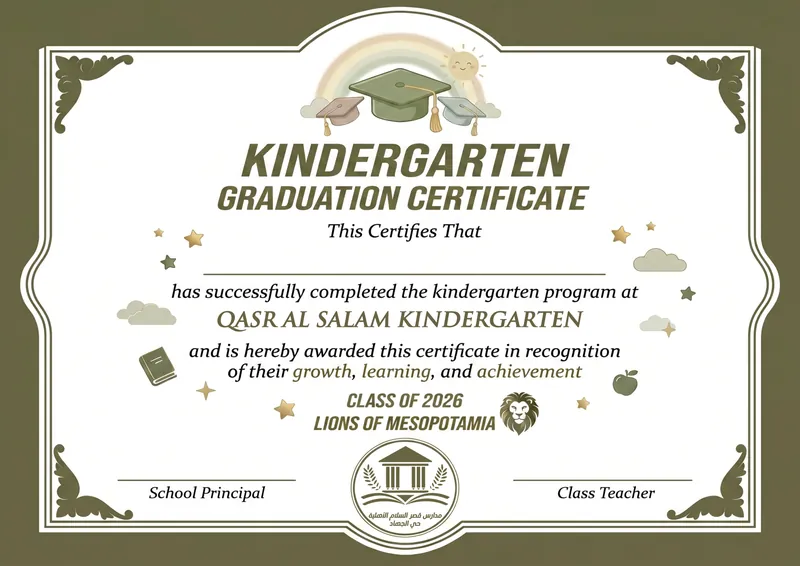 KINDERGARTEN
GRADUATION CERTIFICATE
This Certifies That
has successfully completed the kindergarten program at
QASR AL SALAM KINDERGARTEN
and is hereby awarded this certificate in recognition
of their growth, learning, and achievement
CLASS OF 2026
LIONS OF MESOPOTAMIA
School Principal
مدارس قصر السلام الأهلية
حي الجهاد
Class Teacher